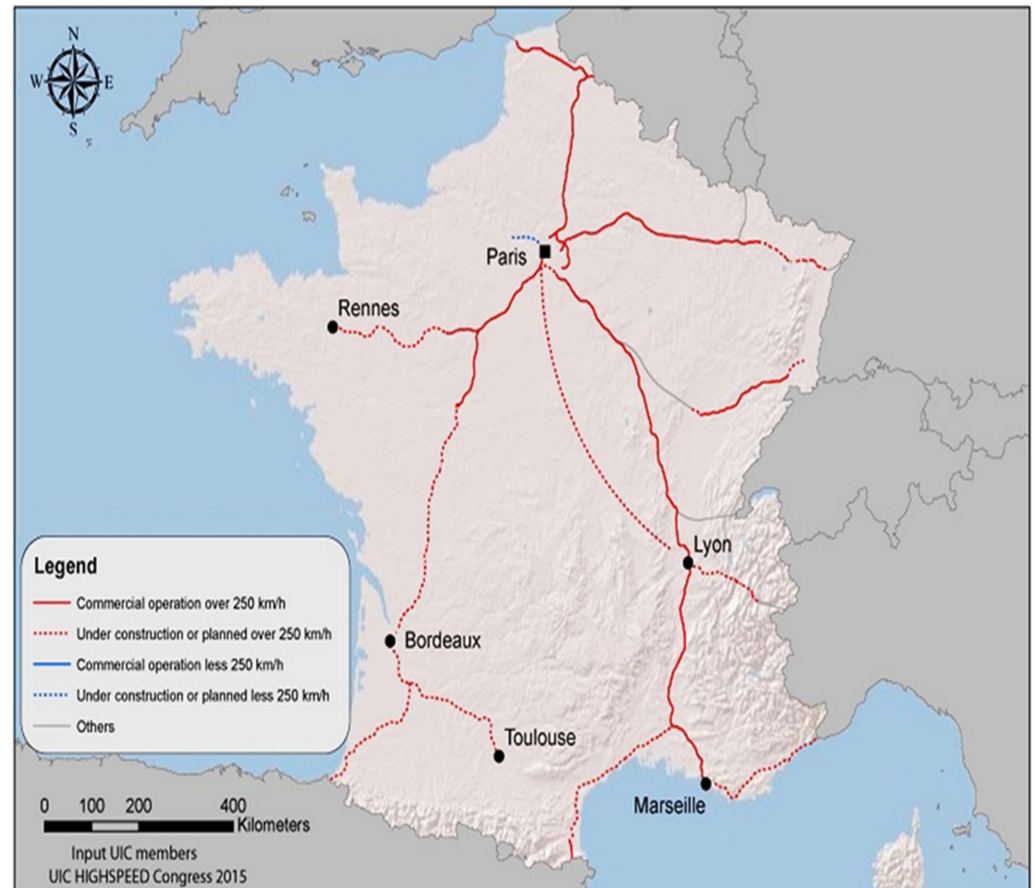 N
W E
S
Paris
Rennes
Lyon
Legend
Commercial operation over 250 km/h
Under construction or planned over 250 km/h
Commercial operation less 250 km/h
Under construction or planned less 250 km/h
Others
Bordeaux
Toulouse
Marseille
0 100 200 400
Kilometers
Input UIC members
UIC HIGHSPEED Congress 2015